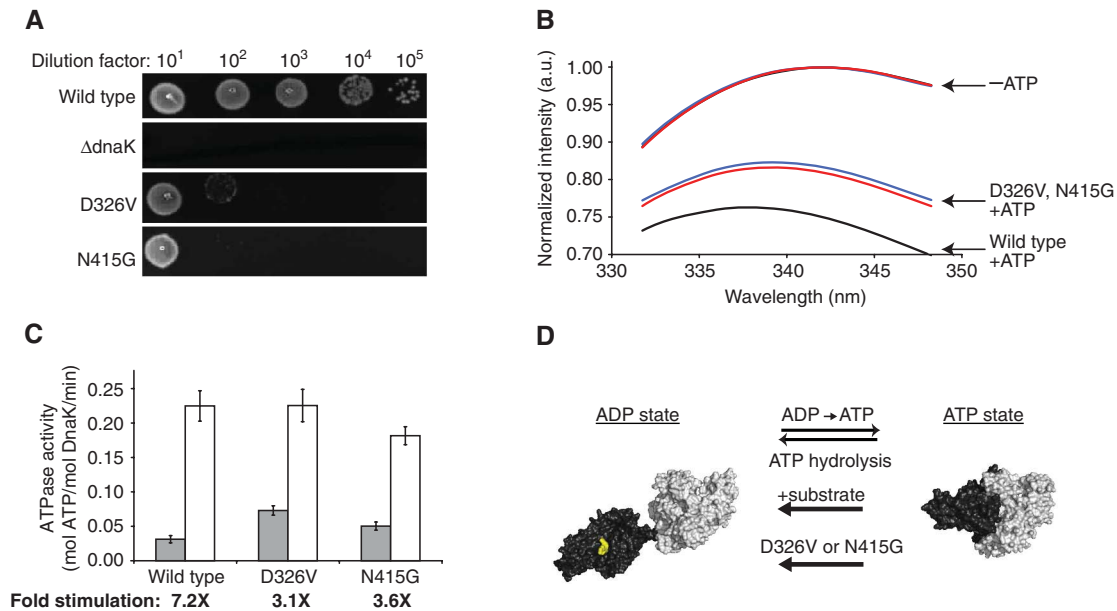 A
Dilution factor: 10¹ 10² 10³ 10⁴ 10⁵
Wild type
ΔdnaK
D326V
N415G
B
Normalized intensity (a.u.)
1.00
0.95
0.90
0.85
0.80
0.75
0.70
330 335 340 345 350
Wavelength (nm)
–ATP
D326V, N415G
+ATP
Wild type
+ATP
C
ATPase activity
(mol ATP/mol DnaK/min)
0.25
0.20
0.15
0.10
0.05
0.00
Wild type D326V N415G
Fold stimulation: 7.2X 3.1X 3.6X
D
ADP state
ADP → ATP
ATP hydrolysis
ATP state
+substrate
D326V or N415G